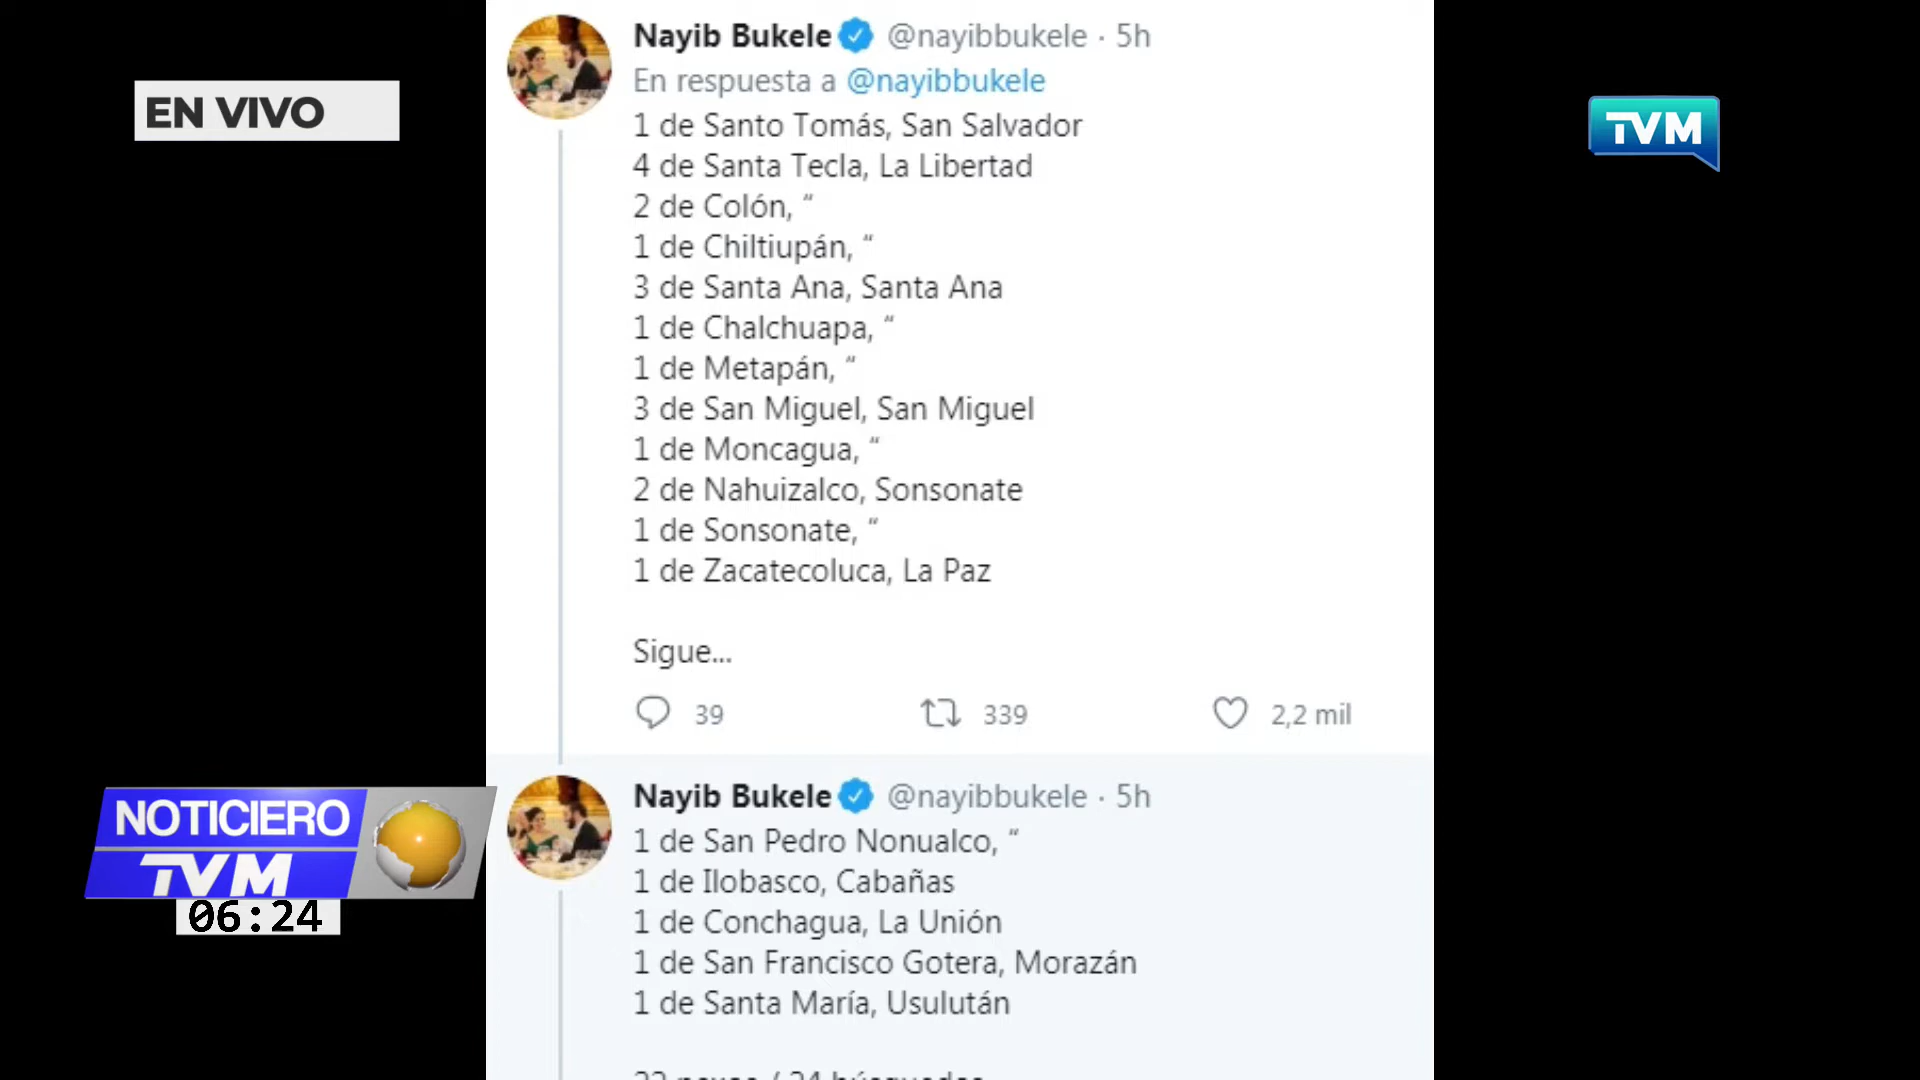 EN VIVO
TVM
Nayib Bukele @nayibbukele · 5h
En respuesta a @nayibbukele
1 de Santo Tomás, San Salvador
4 de Santa Tecla, La Libertad
2 de Colón, “
1 de Chiltiupán, “
3 de Santa Ana, Santa Ana
1 de Chalchuapa, “
1 de Metapán, “
3 de San Miguel, San Miguel
1 de Moncagua, “
2 de Nahuizalco, Sonsonate
1 de Sonsonate, “
1 de Zacatecoluca, La Paz
Sigue...
39 339 2,2 mil
Nayib Bukele @nayibbukele · 5h
1 de San Pedro Nonualco, “
1 de Ilobasco, Cabañas
1 de Conchagua, La Unión
1 de San Francisco Gotera, Morazán
1 de Santa María, Usulután
NOTICIERO
TVM
06:24